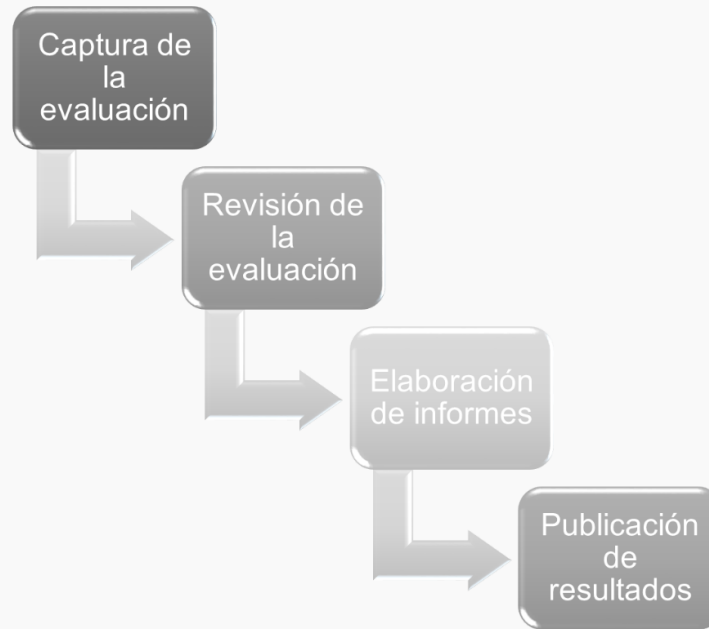 Captura de
la
evaluación
Revisión de
la
evaluación
Elaboración
de informes
Publicación
de
resultados